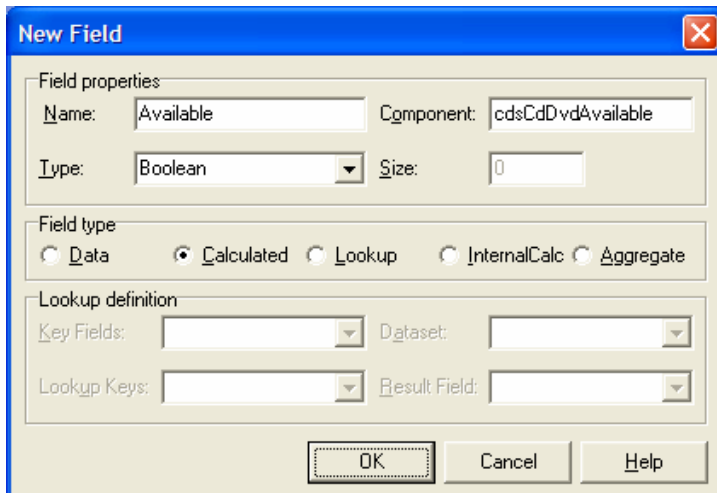 New Field
Field properties
Name: Available Component: cdsCdDvdAvailable
Type: Boolean Size: 0
Field type
Data Calculated Lookup InternalCalc Aggregate
Lookup definition
Key Fields: Dataset:
Lookup Keys: Result Field:
OK Cancel Help